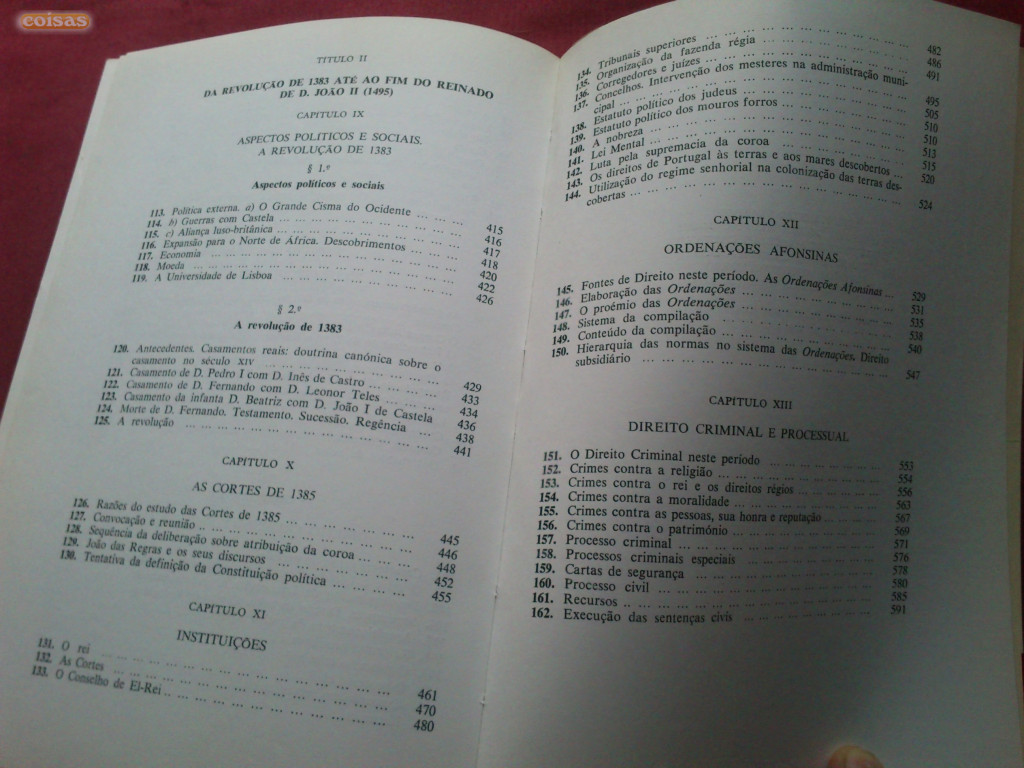 coisas
TITULO II
DA REVOLUÇÃO DE 1383 ATÉ AO FIM DO REINADO
DE D. JOÃO II (1495)
CAPITULO IX
ASPECTOS POLITICOS E SOCIAIS.
A REVOLUÇÃO DE 1383
§ 1.º
Aspectos políticos e sociais
113. Política externa. a) O Grande Cisma do Ocidente ... ... ... 415
114. b) Guerras com Castela ... ... ... ... ... ... ... ... 416
115. c) Aliança luso-britânica ... ... ... ... ... ... ... ... 417
116. Expansão para o Norte de África. Descobrimentos ... ... ... 418
117. Economia ... ... ... ... ... ... ... ... ... ... 420
118. Moeda ... ... ... ... ... ... ... ... ... ... 422
119. A Universidade de Lisboa ... ... ... ... ... ... ... 426
§ 2.º
A revolução de 1383
120. Antecedentes. Casamentos reais: doutrina canónica sobre o
casamento no século XIV ... ... ... ... ... ... ... 429
121. Casamento de D. Pedro I com D. Inês de Castro ... ... ... 433
122. Casamento de D. Fernando com D. Leonor Teles ... ... ... 434
123. Casamento da infanta D. Beatriz com D. João I de Castela 436
124. Morte de D. Fernando. Testamento. Sucessão. Regência ... 438
125. A revolução ... ... ... ... ... ... ... ... ... 441
CAPITULO X
AS CORTES DE 1385
126. Razões do estudo das Cortes de 1385 ... ... ... ... ... 445
127. Convocação e reunião .. ... ... ... ... ... ... ... 446
128. Sequência da deliberação sobre atribuição da coroa ... ... 448
129. João das Regras e os seus discursos ... ... ... ... ... 452
130. Tentativa da definição da Constituição política ... ... ... 455
CAPITULO XI
INSTITUIÇÕES
131. O rei ... ... ... ... ... ... ... ... ... ... 461
132. As Cortes ... ... ... ... ... ... ... ... ... 470
133. O Conselho de El-Rei .. ... ... ... ... ... ... ... 480
134. Tribunais superiores ... ... ... ... ... ... ... ... 482
135. Organização da fazenda régia ... ... ... ... ... ... 486
136. Corregedores e juízes ... ... ... ... ... ... ... ... 491
137. Concelhos. Intervenção dos mesteres na administração muni-
cipal ... ... ... ... ... ... ... ... ... ... 495
138. Estatuto político dos judeus ... ... ... ... ... ... 505
139. Estatuto político dos mouros forros ... ... ... ... ... 510
140. A nobreza ... ... ... ... ... ... ... ... ... 510
141. Lei Mental ... ... ... ... ... ... ... ... ... 513
142. Luta pela supremacia da coroa ... ... ... ... ... ... 515
143. Os direitos de Portugal às terras e aos mares descobertos ... 520
144. Utilização do regime senhorial na colonização das terras des-
cobertas ... ... ... ... ... ... ... ... ... 524
CAPITULO XII
ORDENAÇÕES AFONSINAS
145. Fontes de Direito neste período. As Ordenações Afonsinas ... 529
146. Elaboração das Ordenações ... ... ... ... ... ... 531
147. O proémio das Ordenações ... ... ... ... ... ... 535
148. Sistema da compilação ... ... ... ... ... ... ... 538
149. Conteúdo da compilação ... ... ... ... ... ... ... 540
150. Hierarquia das normas no sistema das Ordenações. Direito
subsidiário ... ... ... ... ... ... ... ... ... 547
CAPITULO XIII
DIREITO CRIMINAL E PROCESSUAL
151. O Direito Criminal neste período ... ... ... ... ... 553
152. Crimes contra a religião ... ... ... ... ... ... ... 554
153. Crimes contra o rei e os direitos régios ... ... ... ... 556
154. Crimes contra a moralidade ... ... ... ... ... ... 563
155. Crimes contra as pessoas, sua honra e reputação ... ... ... 567
156. Crimes contra o património ... ... ... ... ... ... 569
157. Processo criminal ... ... ... ... ... ... ... ... 571
158. Processos criminais especiais ... ... ... ... ... ... 576
159. Cartas de segurança ... ... ... ... ... ... ... 578
160. Processo civil ... ... ... ... ... ... ... ... 580
161. Recursos .. ... ... ... ... ... ... ... ... ... 585
162. Execução das sentenças civis ... ... ... ... ... ... 591